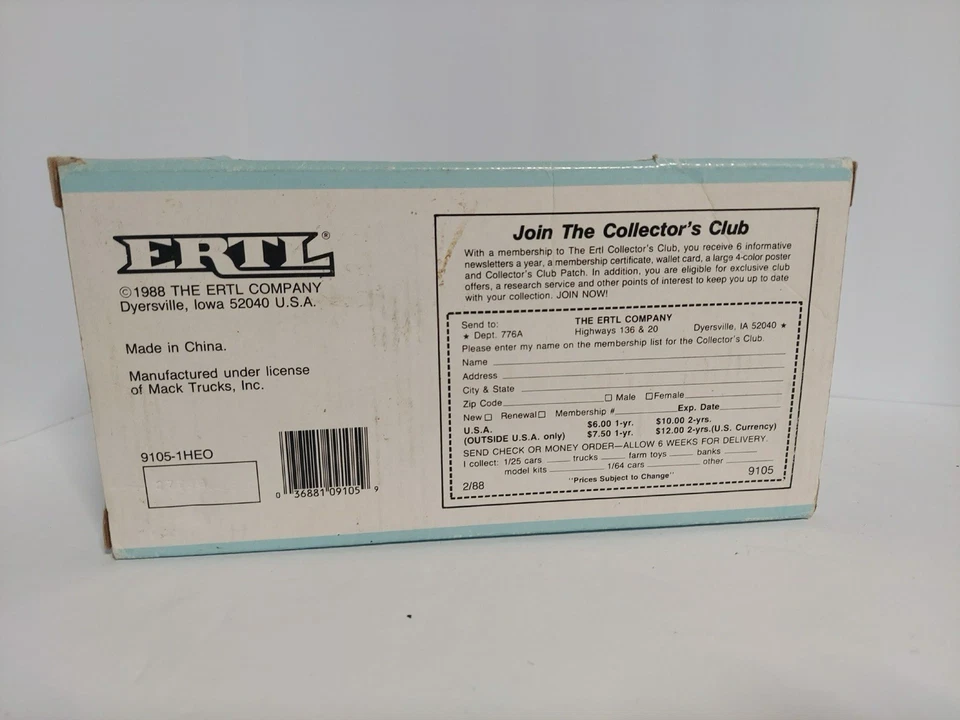 ERTL®
©1988 THE ERTL COMPANY
Dyersville, Iowa 52040 U.S.A.
Made in China.
Manufactured under license
of Mack Trucks, Inc.
9105-1HEO
0 36881 09105 9
Join The Collector's Club
With a membership to The Ertl Collector's Club, you receive 6 informative
newsletters a year, a membership certificate, wallet card, a large 4-color poster
and Collector's Club Patch. In addition, you are eligible for exclusive club
offers, a research service and other points of interest to keep you up to date
with your collection. JOIN NOW!
Send to: THE ERTL COMPANY
★ Dept. 776A Highways 136 & 20 Dyersville, IA 52040 ★
Please enter my name on the membership list for the Collector's Club.
Name
Address
City & State
Zip Code □ Male □ Female
New □ Renewal □ Membership # Exp. Date
U.S.A. $6.00 1-yr. $10.00 2-yrs.
(OUTSIDE U.S.A. only) $7.50 1-yr. $12.00 2-yrs. (U.S. Currency)
SEND CHECK OR MONEY ORDER—ALLOW 6 WEEKS FOR DELIVERY.
I collect: 1/25 cars trucks farm toys banks
model kits 1/64 cars other
2/88 "Prices Subject to Change" 9105